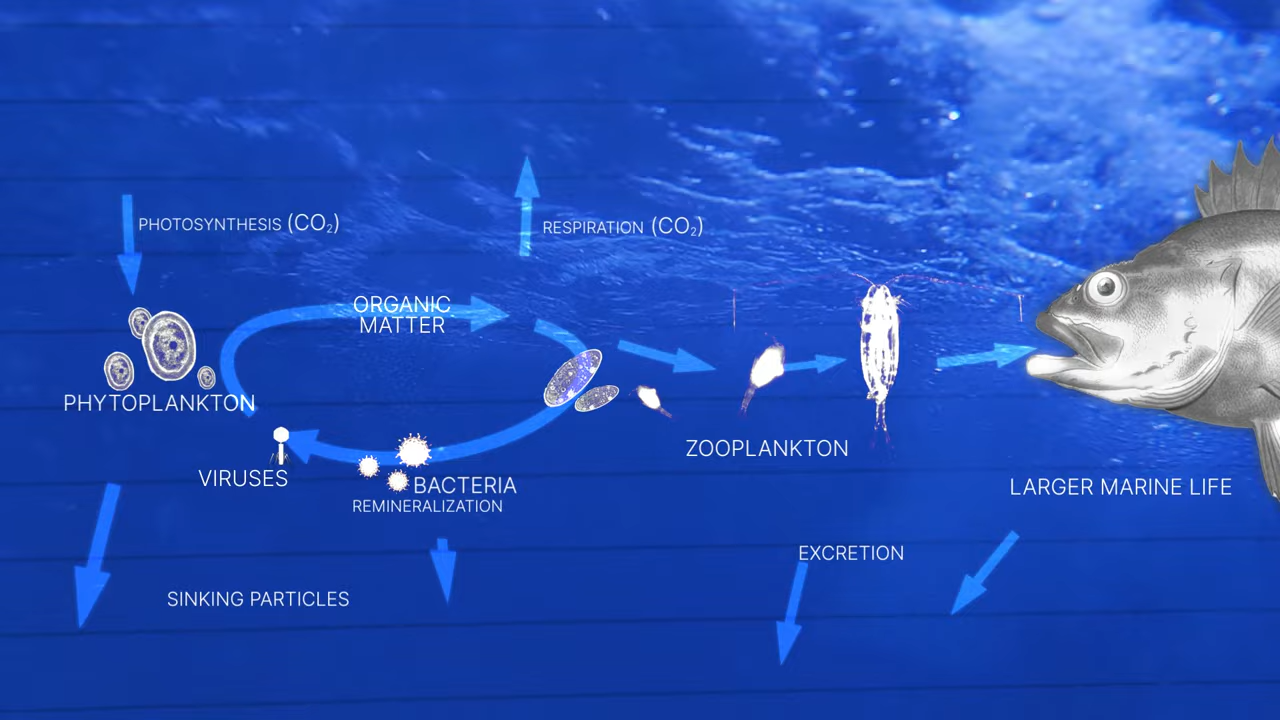 PHOTOSYNTHESIS (CO₂)
RESPIRATION (CO₂)
ORGANIC
MATTER
PHYTOPLANKTON
ZOOPLANKTON
VIRUSES
BACTERIA
REMINERALIZATION
LARGER MARINE LIFE
EXCRETION
SINKING PARTICLES